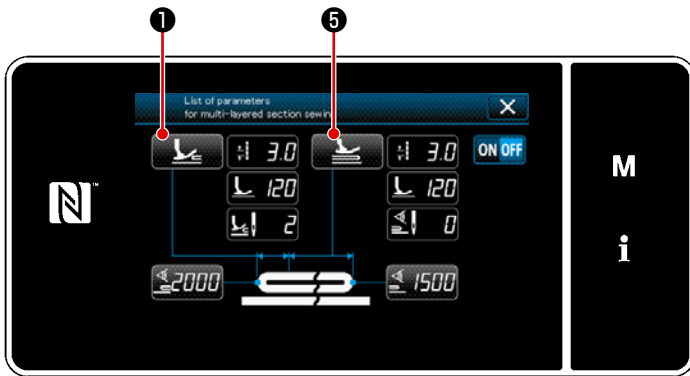 ❶ ❺
List of parameters
for multi-layered section sewin
3.0 3.0 ON OFF
120 120
2 0
2000 1500
M
i
N